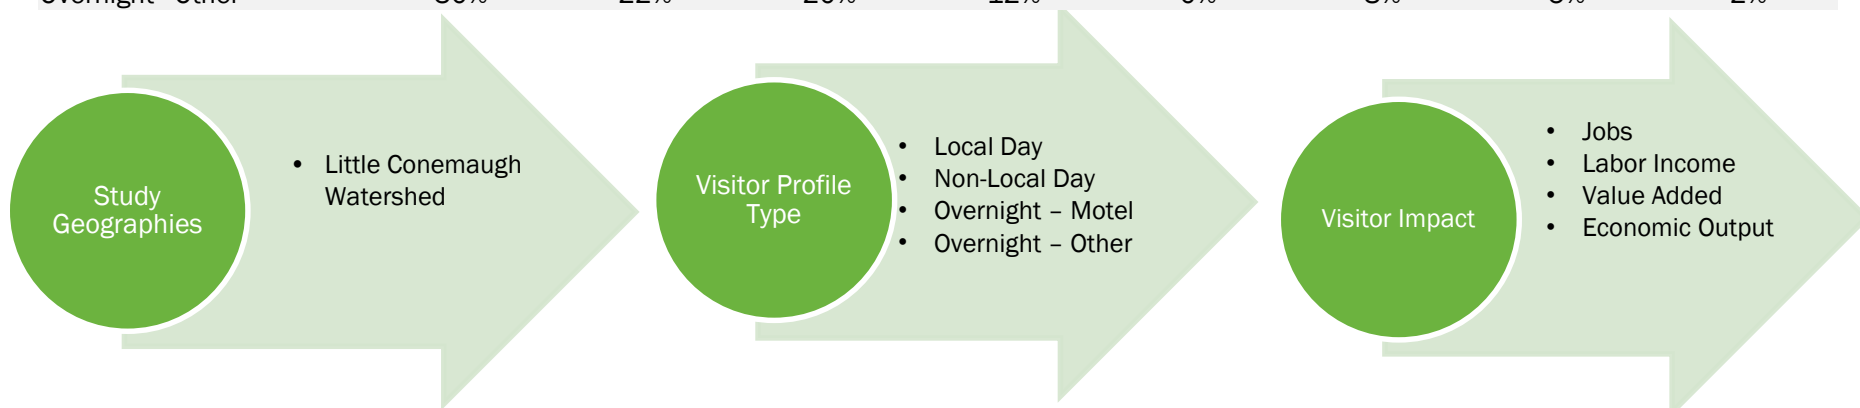 Study
Geographies
• Little Conemaugh
Watershed
Visitor Profile
Type
• Local Day
• Non-Local Day
• Overnight – Motel
• Overnight – Other
Visitor Impact
• Jobs
• Labor Income
• Value Added
• Economic Output